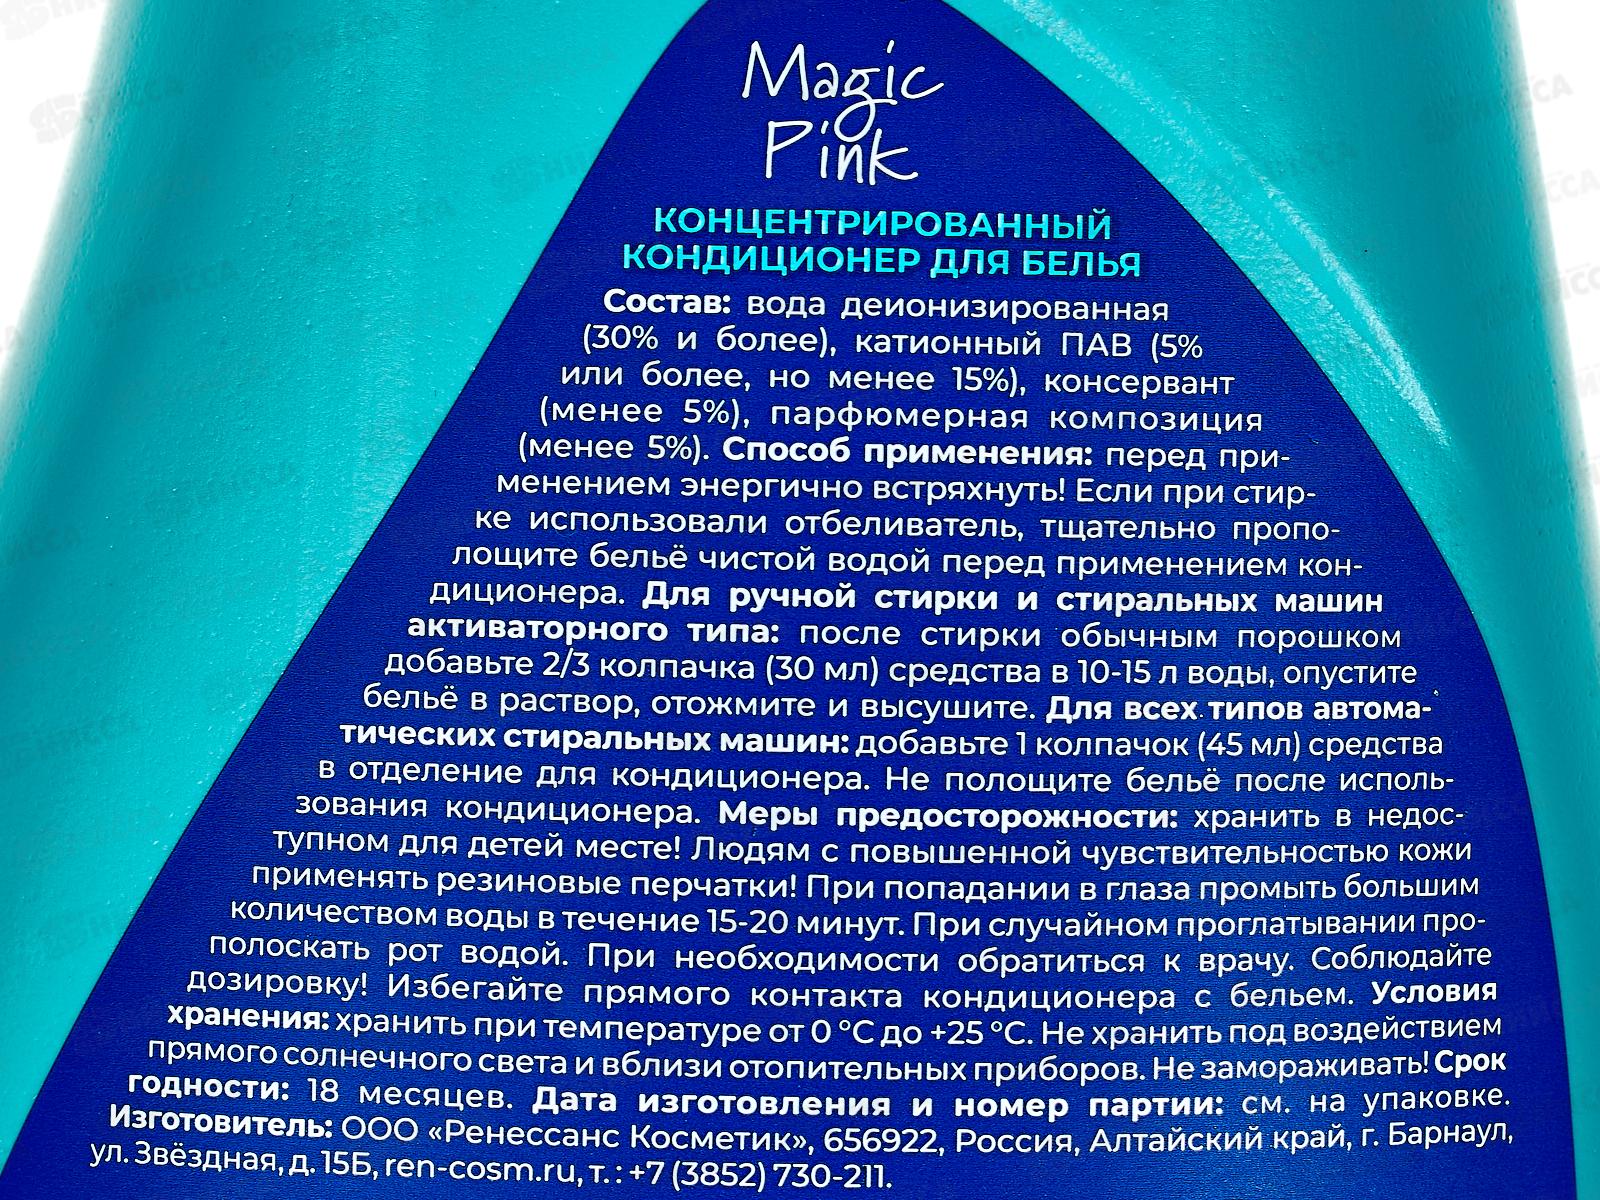 Magic
Pink
КОНЦЕНТРИРОВАННЫЙ
КОНДИЦИОНЕР ДЛЯ БЕЛЬЯ
Состав: вода деионизированная
(30% и более), катионный ПАВ (5%
или более, но менее 15%), консервант
(менее 5%), парфюмерная композиция
(менее 5%). Способ применения: перед при-
менением энергично встряхнуть! Если при стир-
ке использовали отбеливатель, тщательно пропо-
лощите бельё чистой водой перед применением кон-
диционера. Для ручной стирки и стиральных машин
активаторного типа: после стирки обычным порошком
добавьте 2/3 колпачка (30 мл) средства в 10-15 л воды, опустите
бельё в раствор, отожмите и высушите. Для всех типов автома-
тических стиральных машин: добавьте 1 колпачок (45 мл) средства
в отделение для кондиционера. Не полощите бельё после исполь-
зования кондиционера. Меры предосторожности: хранить в недос-
тупном для детей месте! Людям с повышенной чувствительностью кожи
применять резиновые перчатки! При попадании в глаза промыть большим
количеством воды в течение 15-20 минут. При случайном проглатывании про-
полоскать рот водой. При необходимости обратиться к врачу. Соблюдайте
дозировку! Избегайте прямого контакта кондиционера с бельем. Условия
хранения: хранить при температуре от 0 °С до +25 °С. Не хранить под воздействием
прямого солнечного света и вблизи отопительных приборов. Не замораживать! Срок
годности: 18 месяцев. Дата изготовления и номер партии: см. на упаковке.
Изготовитель: ООО «Ренессанс Косметик», 656922, Россия, Алтайский край, г. Барнаул,
ул. Звёздная, д. 15Б, ren-cosm.ru, т. : +7 (3852) 730-211.